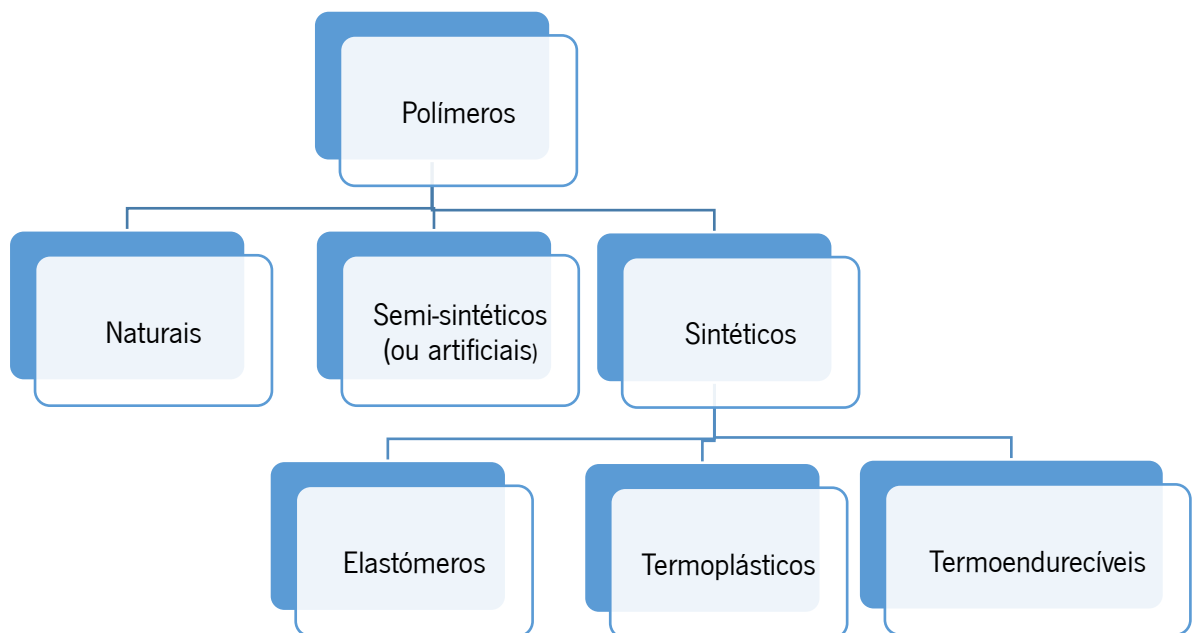 Polímeros
Naturais
Semi-sintéticos
(ou artificiais)
Sintéticos
Elastómeros
Termoplásticos
Termoendurecíveis